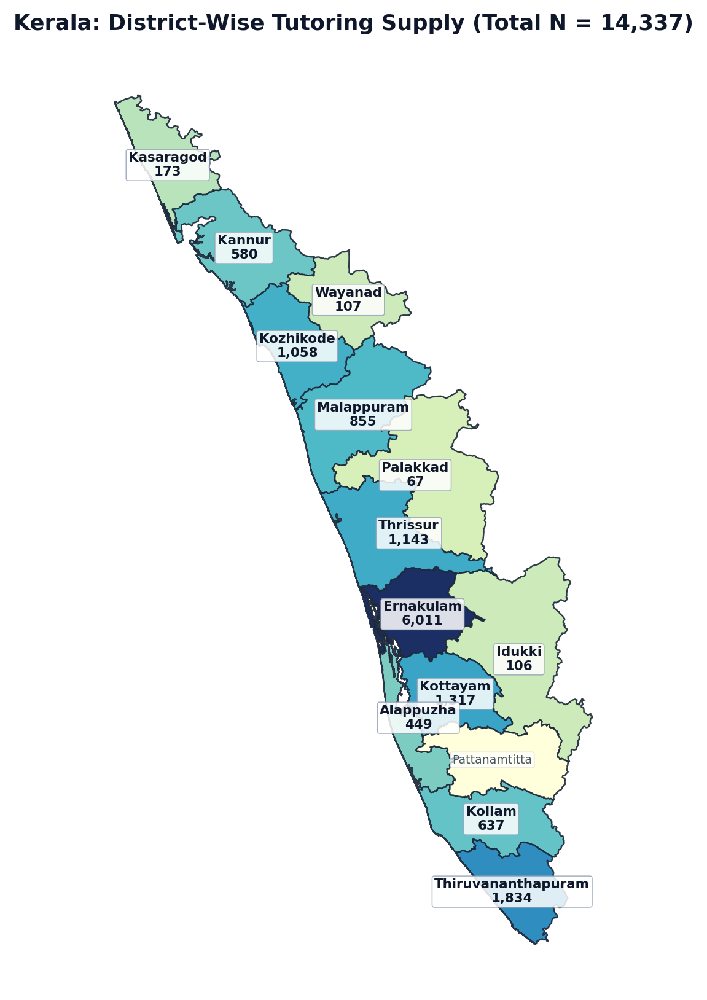 Kerala: District-Wise Tutoring Supply (Total N = 14,337)
Kasaragod
173
Kannur
580
Wayanad
107
Kozhikode
1,058
Malappuram
855
Palakkad
67
Thrissur
1,143
Ernakulam
6,011
Idukki
106
Kottayam
1,317
Alappuzha
449
Pattanamtitta
Kollam
637
Thiruvananthapuram
1,834